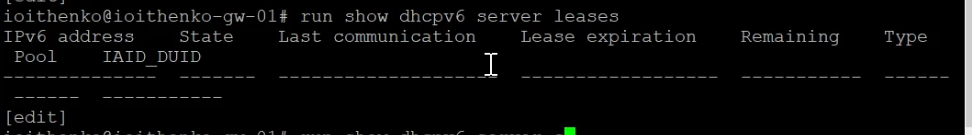 [edit]
ioithenko@ioithenko-gw-01# run show dhcpv6 server leases
IPv6 address    State    Last communication    Lease expiration    Remaining    Type
 Pool    IAID_DUID
--------------  -------  --------------------  ------------------  -----------  ------
 ------  -----------
[edit]
ioithenko@ioithenko-gw-01# run show dhcpv6 server